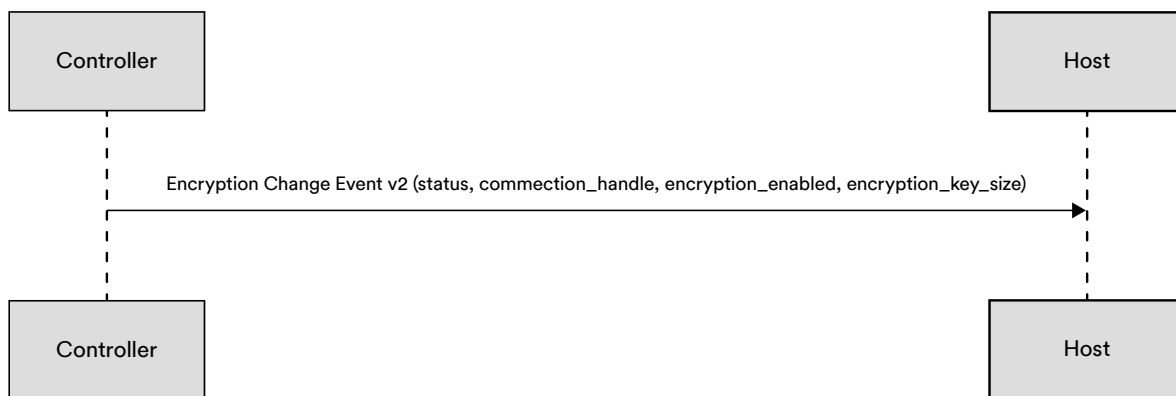 Controller
Host
Encryption Change Event v2 (status, commection_handle, encryption_enabled, encryption_key_size)
Controller
Host